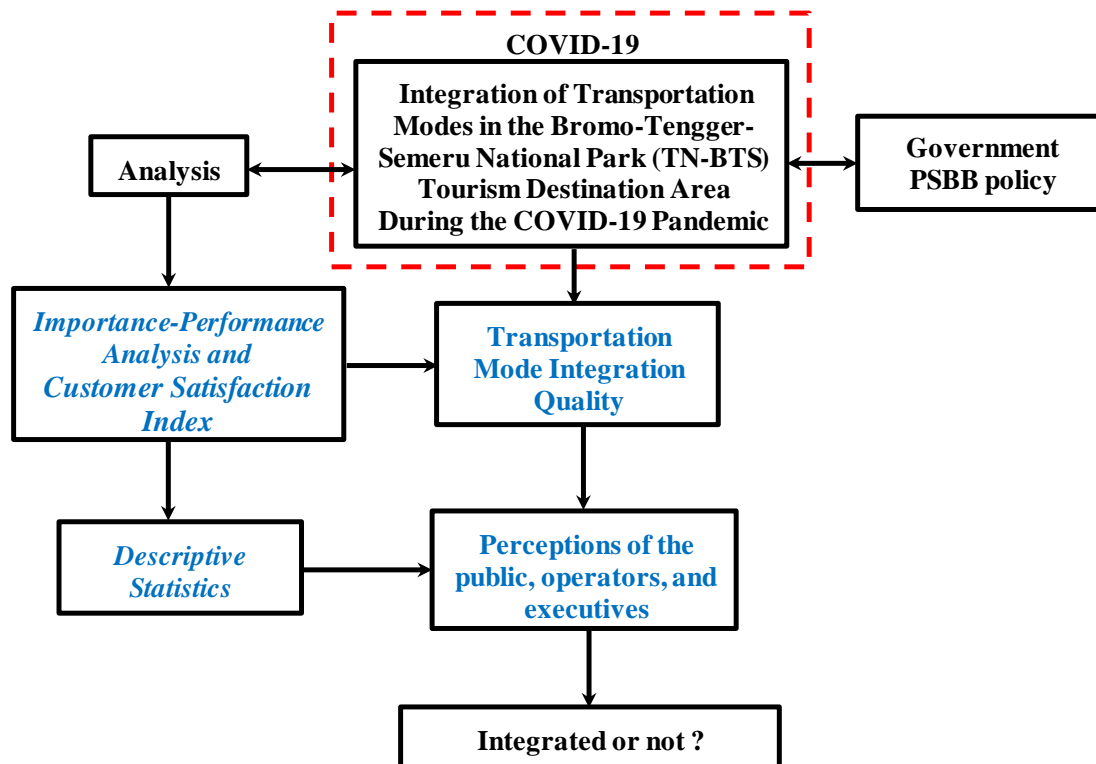 COVID-19
Integration of Transportation
Modes in the Bromo-Tengger-
Semeru National Park (TN-BTS)
Tourism Destination Area
During the COVID-19 Pandemic
Analysis
Government
PSBB policy
Importance-Performance
Analysis and
Customer Satisfaction
Index
Transportation
Mode Integration
Quality
Descriptive
Statistics
Perceptions of the
public, operators, and
executives
Integrated or not ?